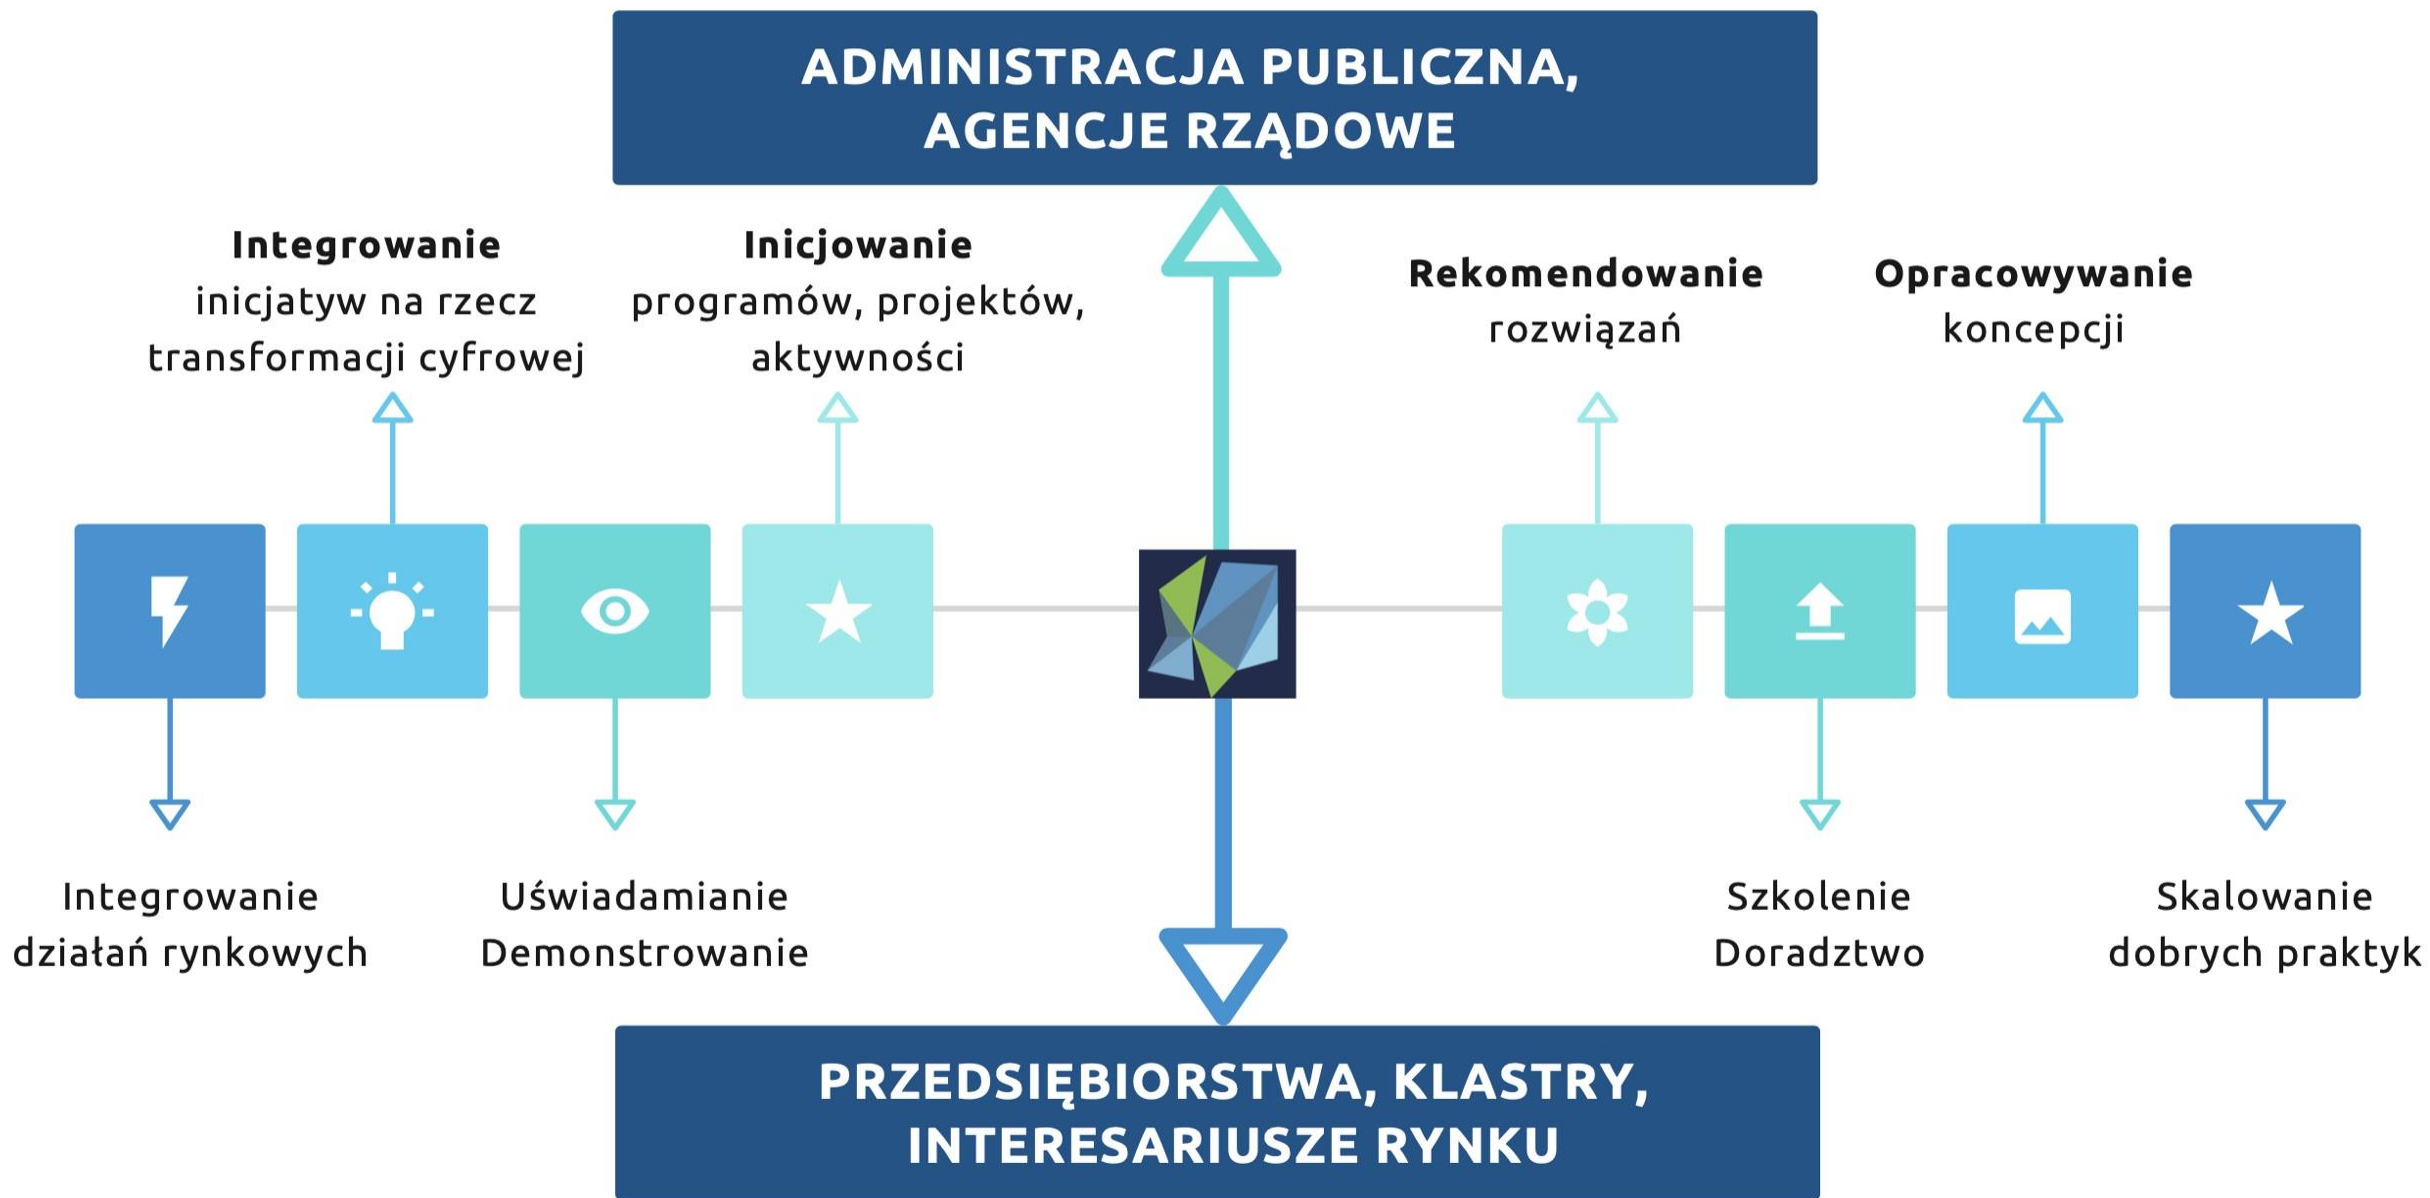 ADMINISTRACJA PUBLICZNA,
AGENCJE RZĄDOWE
Integrowanie
inicjatyw na rzecz
transformacji cyfrowej
Inicjowanie
programów, projektów,
aktywności
Rekomendowanie
rozwiązań
Opracowywanie
koncepcji
Integrowanie
działań rynkowych
Uświadamianie
Demonstrowanie
Szkolenie
Doradztwo
Skalowanie
dobrych praktyk
PRZEDSIĘBIORSTWA, KLASTRY,
INTERESARIUSZE RYNKU